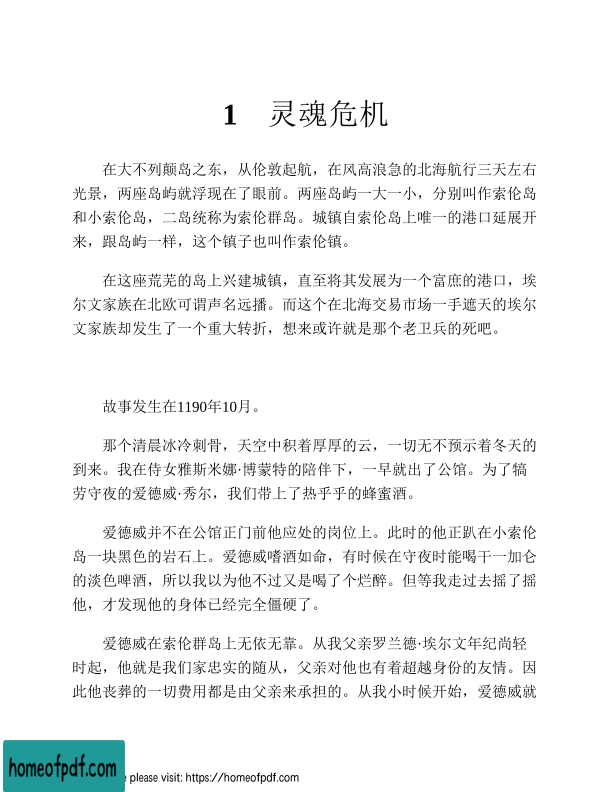 1 灵魂危机
在大不列颠岛之东，从伦敦起航，在风高浪急的北海航行三天左右
光景，两座岛屿就浮现在了眼前。两座岛屿一大一小，分别叫作索伦岛
和小索伦岛，二岛统称为索伦群岛。城镇自索伦岛上唯一的港口延展开
来，跟岛屿一样，这个镇子也叫作索伦镇。
在这座荒芜的岛上兴建城镇，直至将其发展为一个富庶的港口，埃
尔文家族在北欧可谓声名远播。而这个在北海交易市场一手遮天的埃尔
文家族却发生了一个重大转折，想来或许就是那个老卫兵的死吧。
故事发生在1190年10月。
那个清晨冰冷刺骨，天空中积着厚厚的云，一切无不预示着冬天的
到来。我在侍女雅斯米娜·博蒙特的陪伴下，一早就出了公馆。为了犒
劳守夜的爱德威·秀尔，我们带上了热乎乎的蜂蜜酒。
爱德威并不在公馆正门前他应处的岗位上。此时的他正趴在小索伦
岛一块黑色的岩石上。爱德威嗜酒如命，有时候在守夜时能喝干一加仑
的淡色啤酒，所以我以为他不过又是喝了个烂醉。但等我走过去摇了摇
他，才发现他的身体已经完全僵硬了。
爱德威在索伦群岛上无依无靠。从我父亲罗兰德·埃尔文年纪尚轻
时起，他就是我们家忠实的随从，父亲对他也有着超越身份的友情。因
此他丧葬的一切费用都是由父亲来承担的。从我小时候开始，爱德威就
homeofpdf.com
e please visit: https://homeofpdf.com